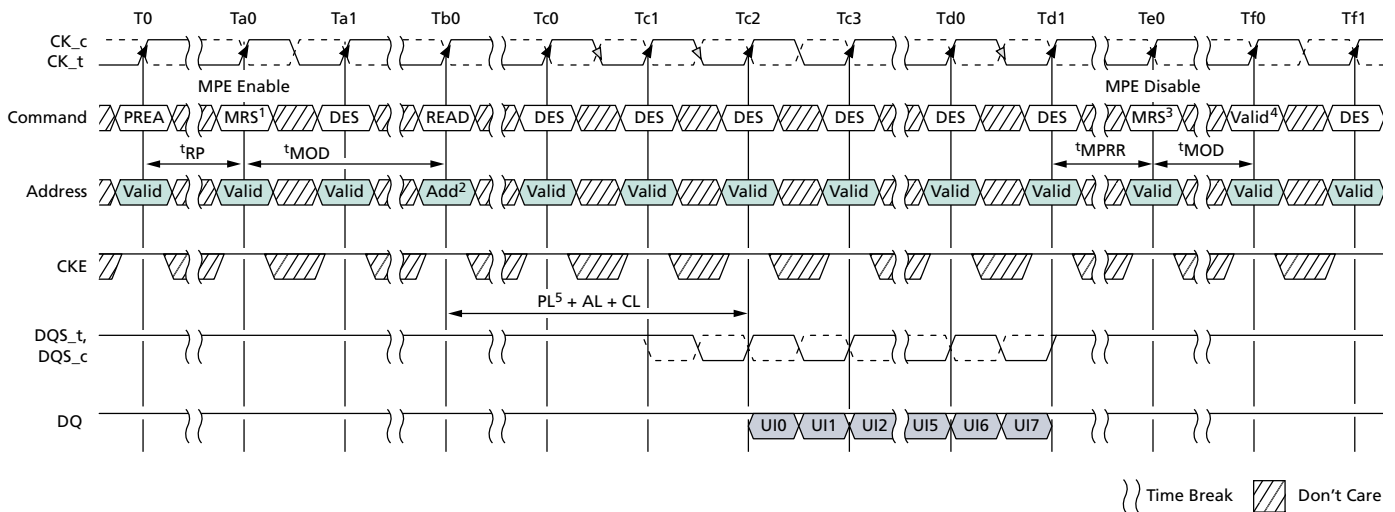 T0 Ta0 Ta1 Tb0 Tc0 Tc1 Tc2 Tc3 Td0 Td1 Te0 Tf0 Tf1
CK_c
CK_t
MPE Enable MPE Disable
Command PREA MRS¹ DES READ DES DES DES DES DES DES MRS³ Valid⁴ DES
tRP tMOD tMPRR tMOD
Address Valid Valid Valid Add² Valid Valid Valid Valid Valid Valid Valid Valid Valid
CKE
PL⁵ + AL + CL
DQS_t,
DQS_c
DQ UI0 UI1 UI2 UI5 UI6 UI7
Time Break Don't Care